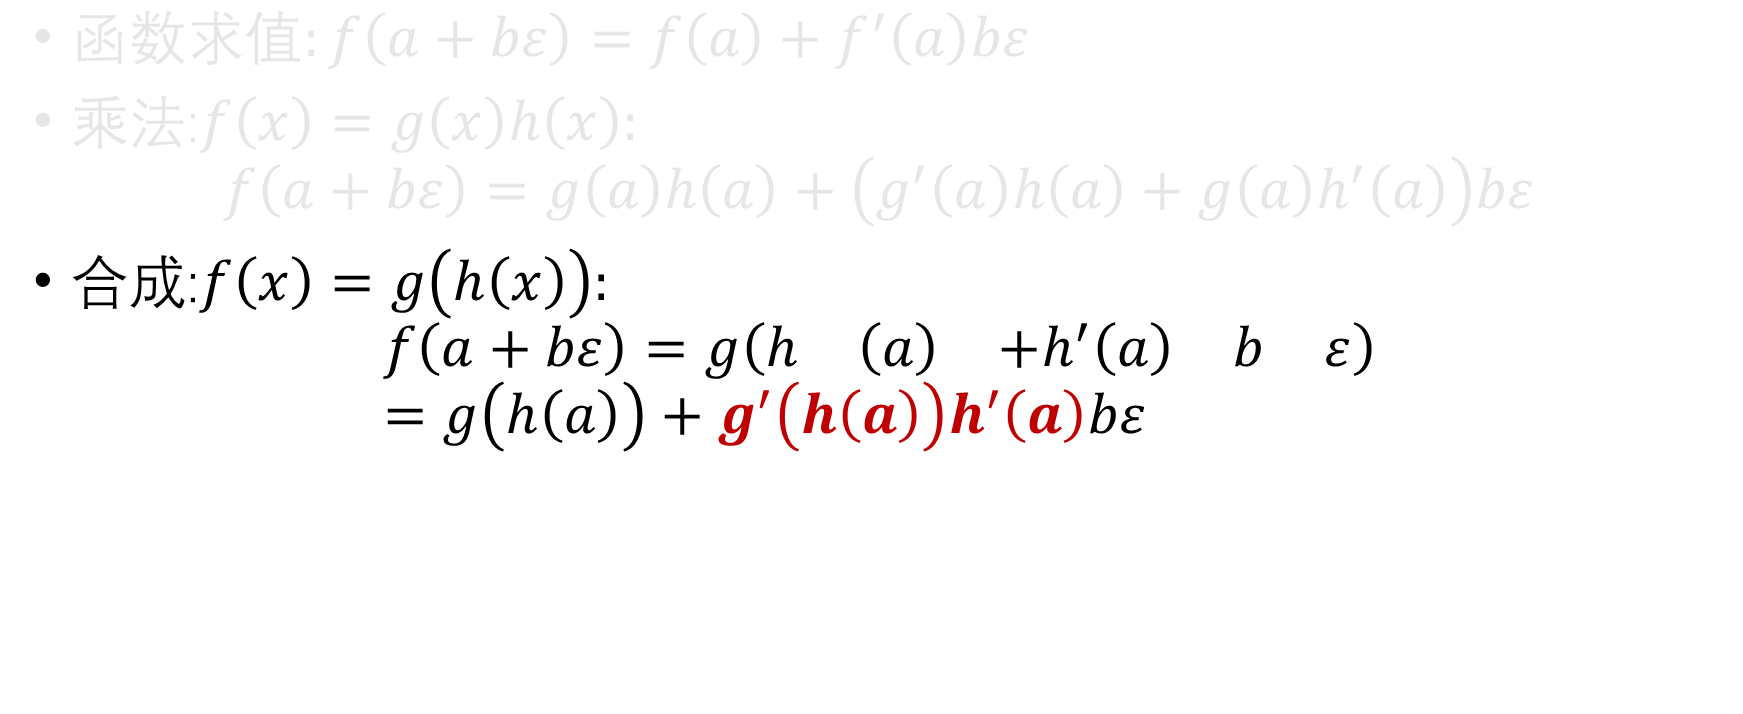 • 函数求值: f(a + bε) = f(a) + f′(a)bε
• 乘法:f(x) = g(x)h(x):
f(a + bε) = g(a)h(a) + (g′(a)h(a) + g(a)h′(a))bε
• 合成:f(x) = g(h(x)):
f(a + bε) = g(h (a) +h′(a) b ε)
= g(h(a)) + g′(h(a))h′(a)bε